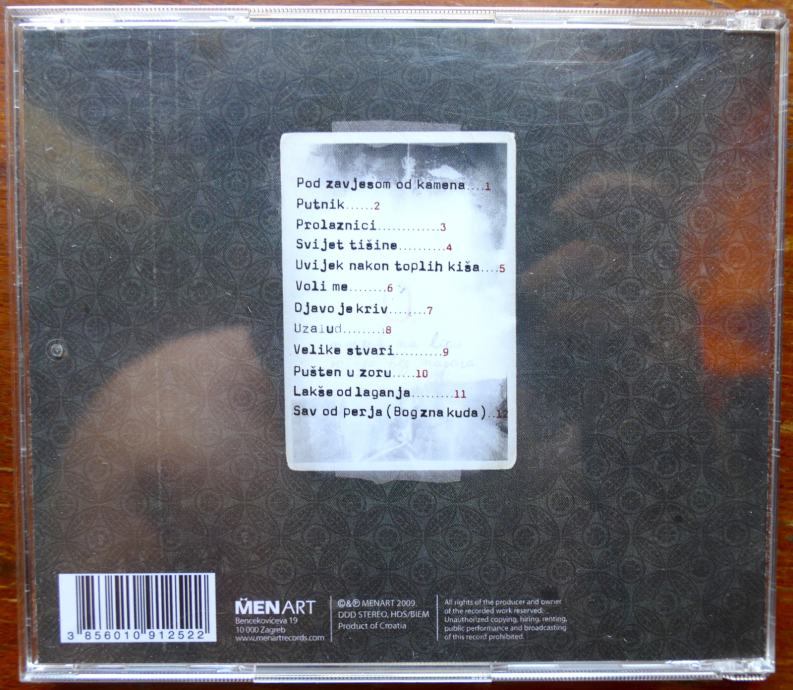 Pod zavjesom od kamena....1
Putnik......2
Prolaznici.............3
Svijet tišine..........4
Uvijek nakon toplih kiša....5
Voli me........6
Djavo je kriv........7
Uzalud.........8
Velike stvari..........9
Pušten u zoru.....10
Lakše od laganja.........11
Sav od perja (Bog zna kuda)..12
3 856010 912522
MENART
Bencekovićeva 19
10 000 Zagreb
www.menartrecords.com
©&℗ MENART 2009.
DDD STEREO, HDS/BIEM
Product of Croatia
All rights of the producer and owner
of the recorded work reserved.
Unauthorized copying, hiring, renting,
public performance and broadcasting
of this record prohibited.